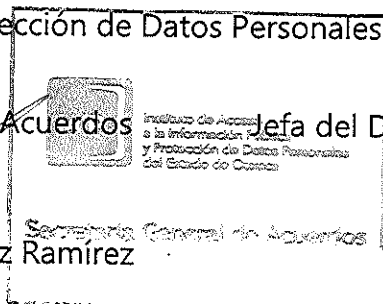 ección de Datos Personales
Acuerdos
Instituto de Acceso
a la Información Pública
y Protección de Datos Personales
del Estado de Oaxaca
Jefa del D
Secretaría General de Acuerdos
z Ramírez